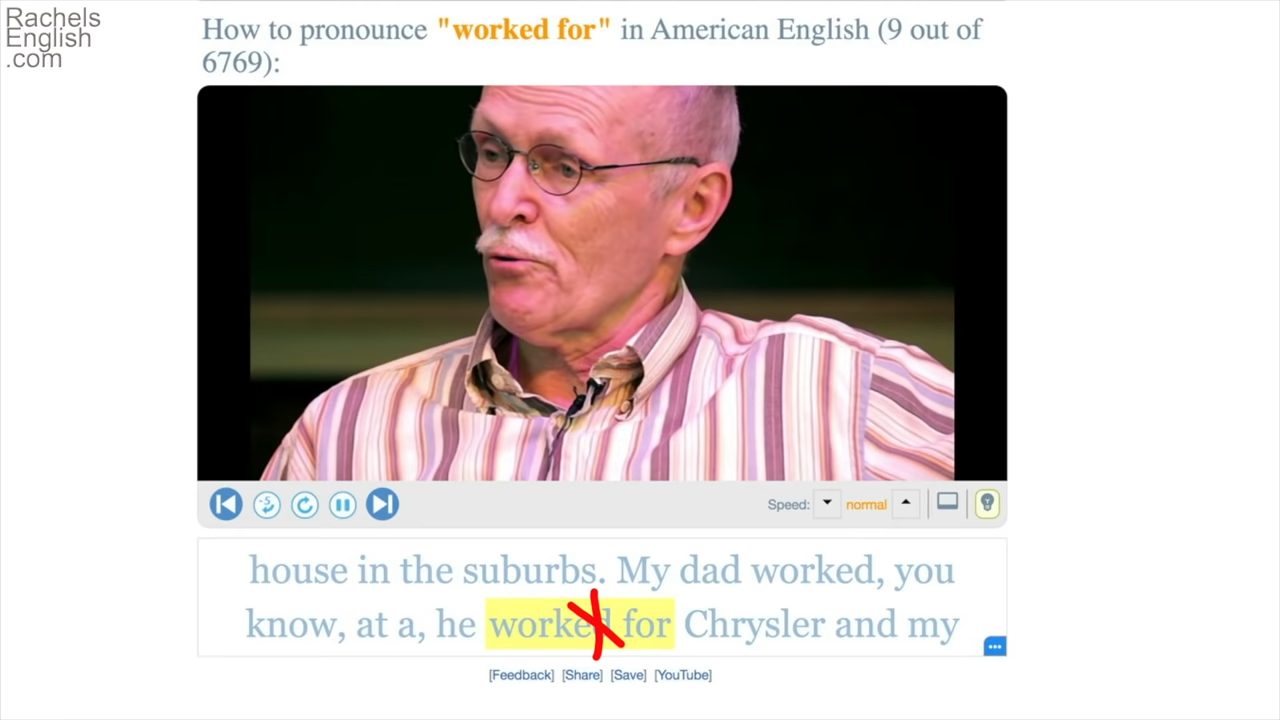 Rachels
English
.com
How to pronounce "worked for" in American English (9 out of
6769):
-5
Speed:
normal
house in the suburbs. My dad worked, you
know, at a, he worked for Chrysler and my
[Feedback] [Share] [Save] [YouTube]